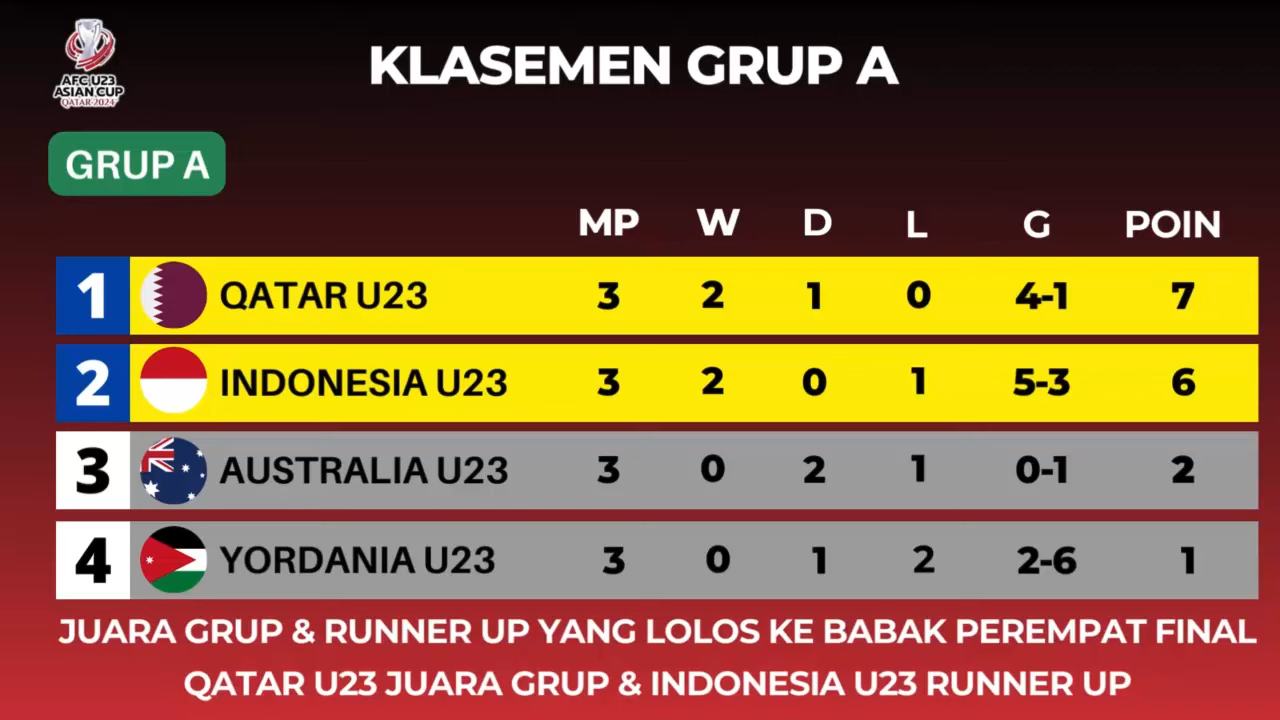 AFC U23
ASIAN CUP
QATAR 2024
KLASEMEN GRUP A
GRUP A
MP W D L G POIN
1 QATAR U23 3 2 1 0 4-1 7
2 INDONESIA U23 3 2 0 1 5-3 6
3 AUSTRALIA U23 3 0 2 1 0-1 2
4 YORDANIA U23 3 0 1 2 2-6 1
JUARA GRUP & RUNNER UP YANG LOLOS KE BABAK PEREMPAT FINAL
QATAR U23 JUARA GRUP & INDONESIA U23 RUNNER UP